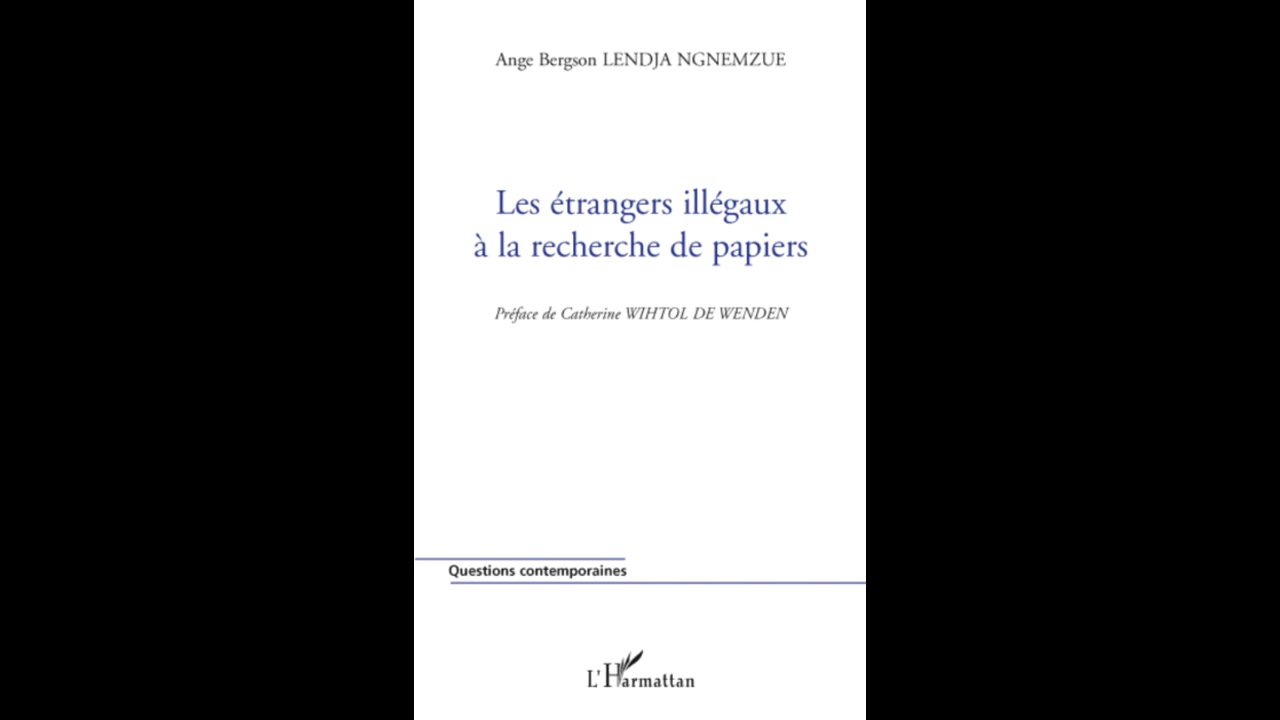 Ange Bergson LENDJA NGNEMZUE
Les étrangers illégaux
à la recherche de papiers
Préface de Catherine WIHTOL DE WENDEN
Questions contemporaines
L'Harmattan